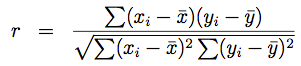 r = ∑(xᵢ − x̄)(yᵢ − ȳ) / √∑(xᵢ − x̄)² ∑(yᵢ − ȳ)²